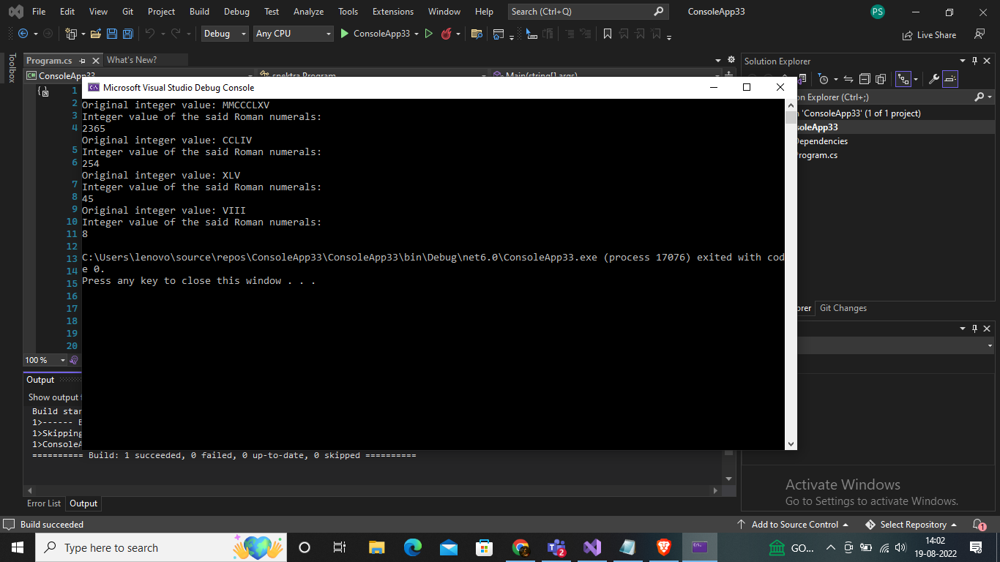 File Edit View Git Project Build Debug Test Analyze Tools Extensions Window Help Search (Ctrl+Q) ConsoleApp33 PS
Debug Any CPU ConsoleApp33 Live Share
Toolbox
Program.cs What's New? Solution Explorer
C# ConsoleApp33 spektra.Program Main(string[] args)
Microsoft Visual Studio Debug Console
Original integer value: MMCCCLXV
Integer value of the said Roman numerals:
2365
Original integer value: CCLIV
Integer value of the said Roman numerals:
254
Original integer value: XLV
Integer value of the said Roman numerals:
45
Original integer value: VIII
Integer value of the said Roman numerals:
8
C:\Users\lenovo\source\repos\ConsoleApp33\ConsoleApp33\bin\Debug\net6.0\ConsoleApp33.exe (process 17076) exited with cod
e 0.
Press any key to close this window . . .
1
2
3
4
5
6
7
8
9
10
11
12
13
14
15
16
17
18
19
20
100 %
Explorer (Ctrl+;)
'ConsoleApp33' (1 of 1 project)
soleApp33
Dependencies
Program.cs
orer Git Changes
Output
Show output
Build star
1>------ B
1>Skipping
1>ConsoleA
========== Build: 1 succeeded, 0 failed, 0 up-to-date, 0 skipped ==========
Error List Output
Activate Windows
Go to Settings to activate Windows.
Build succeeded Add to Source Control Select Repository 1
Type here to search 2 GO... 14:02
19-08-2022